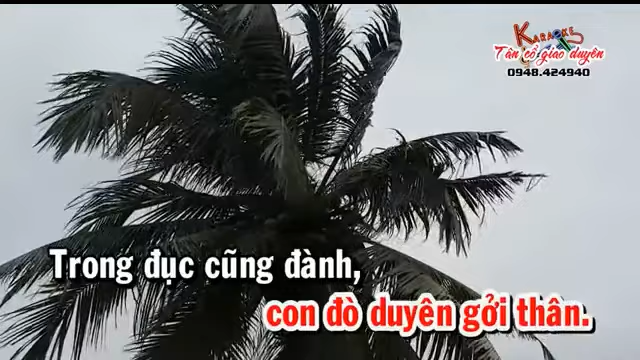 KARAOKE
Tân cổ giao duyên
0948.424940
Trong đục cũng đành,
con đò duyên gởi thân.